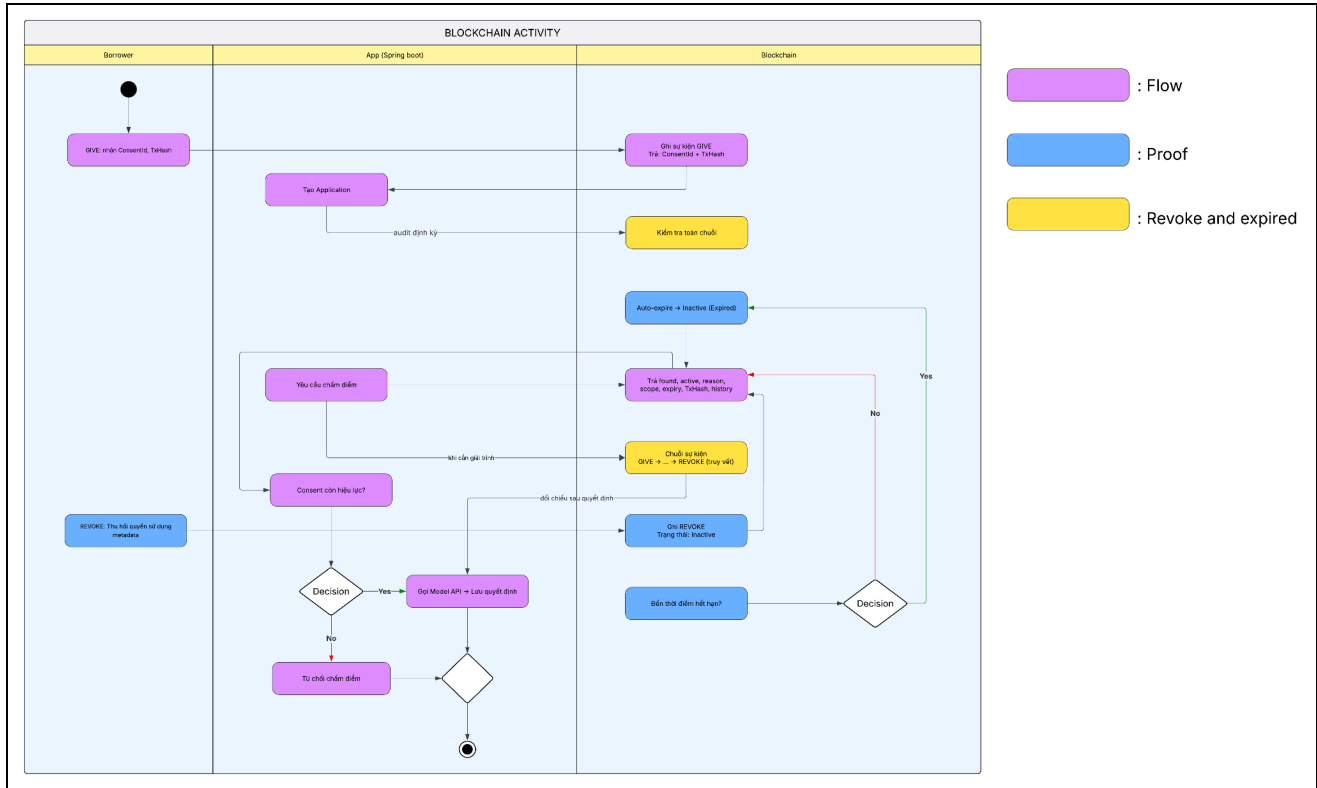 BLOCKCHAIN ACTIVITY
Borrower
App (Spring boot)
Blockchain
: Flow
: Proof
: Revoke and expired
GIVE: nhận ConsentId, TxHash
Ghi sự kiện GIVE
Trả: ConsentId + TxHash
Tạo Application
audit định kỳ
Kiểm tra toàn chuỗi
Auto-expire → Inactive (Expired)
Yêu cầu chấm điểm
Trả found, active, reason,
scope, expiry, TxHash, history
Yes
No
khi cần giải trình
Chuỗi sự kiện
GIVE → ... → REVOKE (truy vết)
Consent còn hiệu lực?
đối chiếu sau quyết định
REVOKE: Thu hồi quyền sử dụng
metadata
Ghi REVOKE
Trạng thái: Inactive
Decision
Yes
Gọi Model API → Lưu quyết định
Đến thời điểm hết hạn?
Decision
No
Từ chối chấm điểm